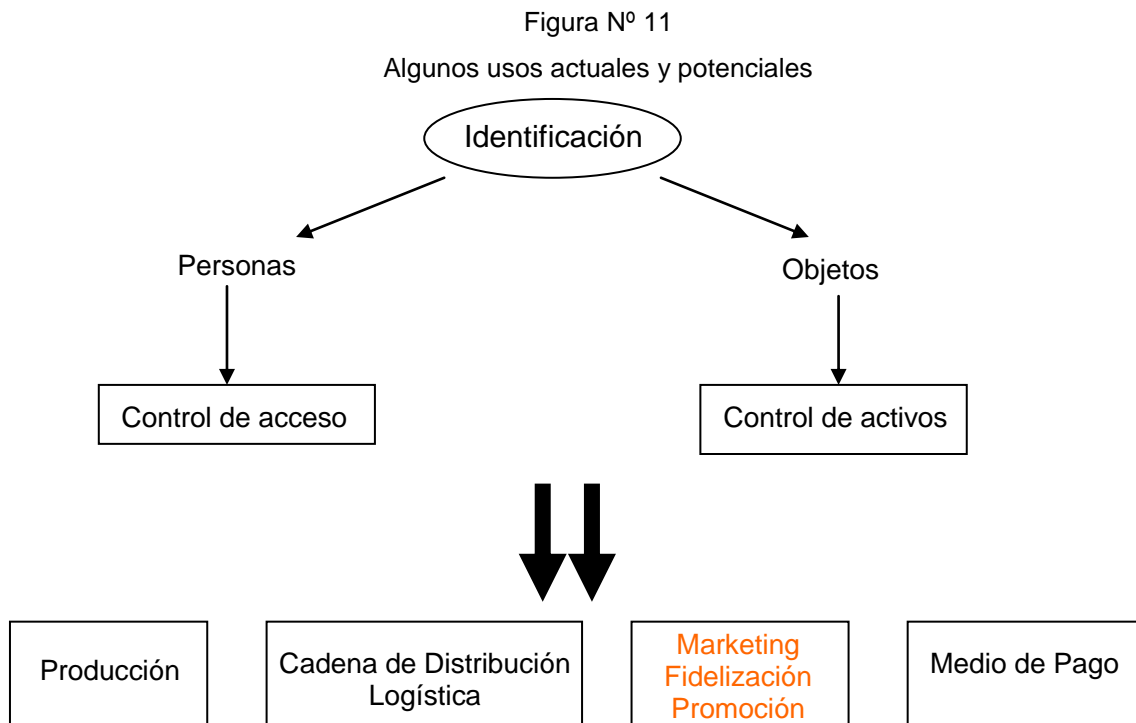 Figura Nº 11
Algunos usos actuales y potenciales
Identificación
Personas
Objetos
Control de acceso
Control de activos
Producción
Cadena de Distribución
Logística
Marketing
Fidelización
Promoción
Medio de Pago